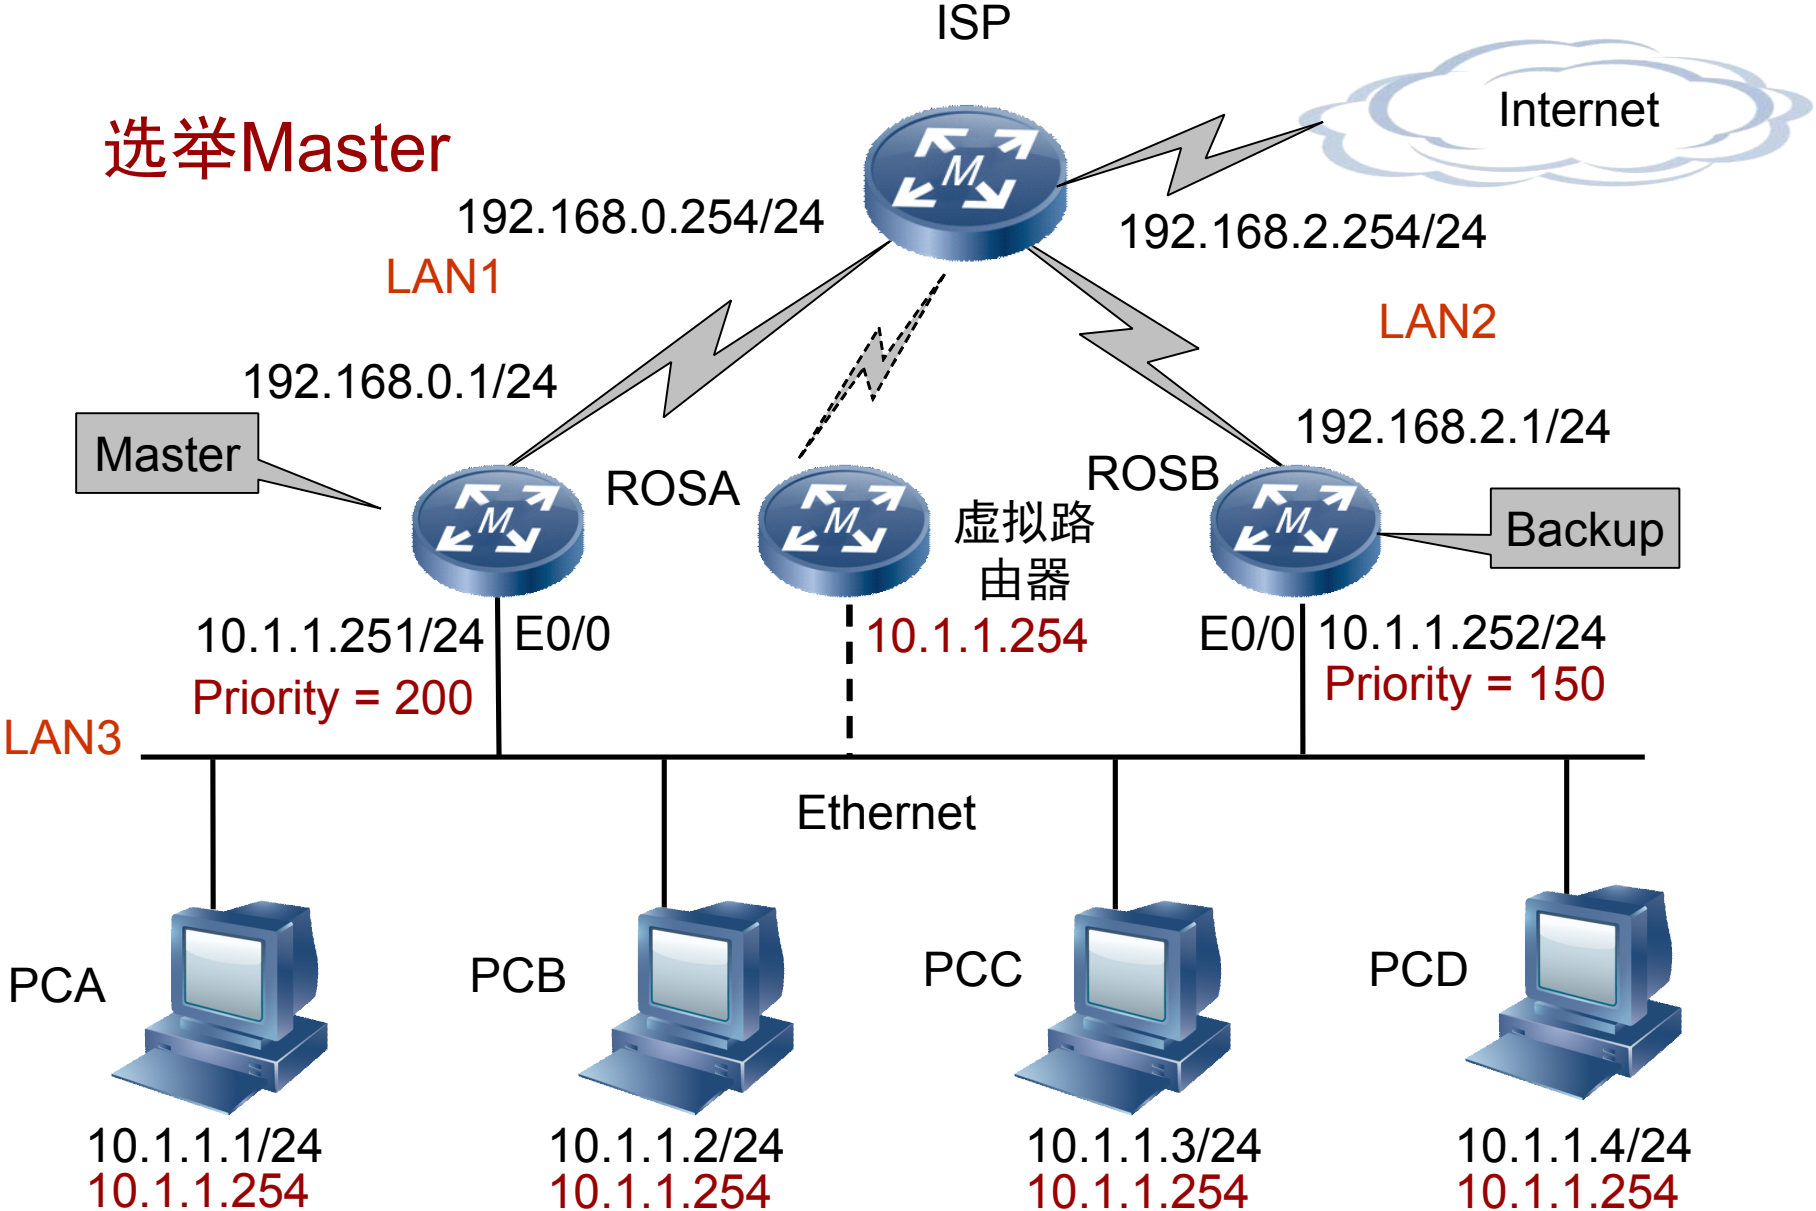 ISP
Internet
选举Master
192.168.0.254/24
192.168.2.254/24
LAN1
LAN2
192.168.0.1/24
192.168.2.1/24
Master
ROSA
ROSB
虚拟路
由器
Backup
10.1.1.251/24
E0/0
10.1.1.254
E0/0
10.1.1.252/24
Priority = 200
Priority = 150
LAN3
Ethernet
PCA
PCB
PCC
PCD
10.1.1.1/24
10.1.1.254
10.1.1.2/24
10.1.1.254
10.1.1.3/24
10.1.1.254
10.1.1.4/24
10.1.1.254
M
M
M
M